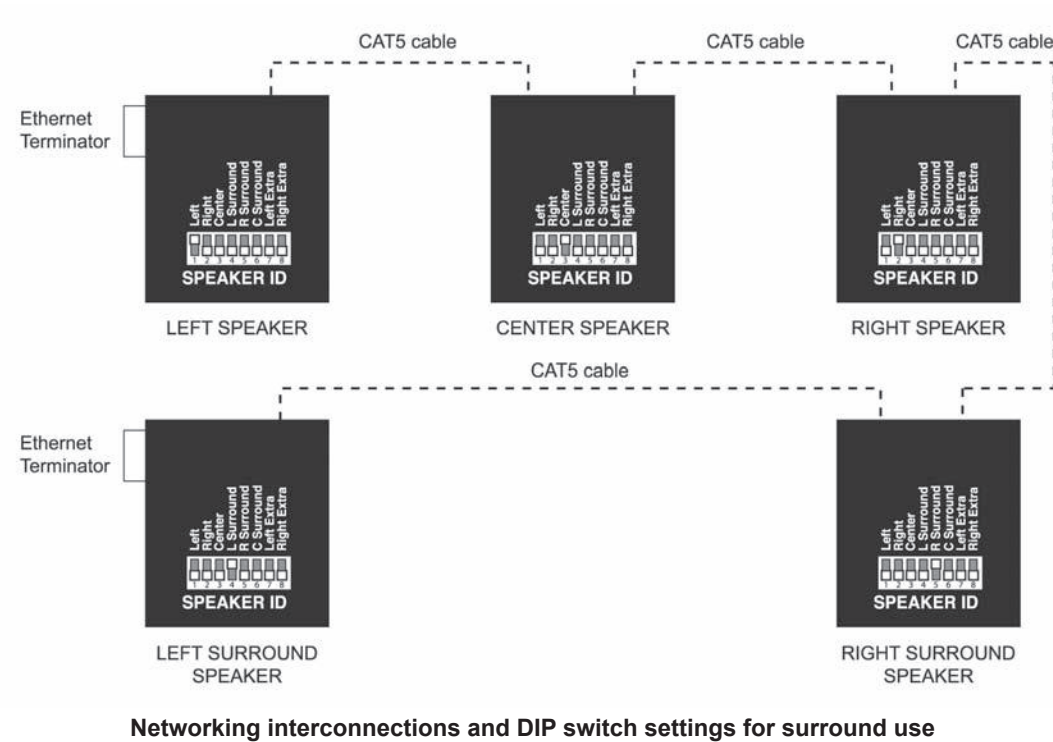 CAT5 cable
CAT5 cable
CAT5 cable
Ethernet
Terminator
Left
Right
Center
L Surround
R Surround
C Surround
Left Extra
Right Extra
1 2 3 4 5 6 7 8
SPEAKER ID
LEFT SPEAKER
Left
Right
Center
L Surround
R Surround
C Surround
Left Extra
Right Extra
1 2 3 4 5 6 7 8
SPEAKER ID
CENTER SPEAKER
Left
Right
Center
L Surround
R Surround
C Surround
Left Extra
Right Extra
1 2 3 4 5 6 7 8
SPEAKER ID
RIGHT SPEAKER
CAT5 cable
Ethernet
Terminator
Left
Right
Center
L Surround
R Surround
C Surround
Left Extra
Right Extra
1 2 3 4 5 6 7 8
SPEAKER ID
LEFT SURROUND
SPEAKER
Left
Right
Center
L Surround
R Surround
C Surround
Left Extra
Right Extra
1 2 3 4 5 6 7 8
SPEAKER ID
RIGHT SURROUND
SPEAKER
Networking interconnections and DIP switch settings for surround use